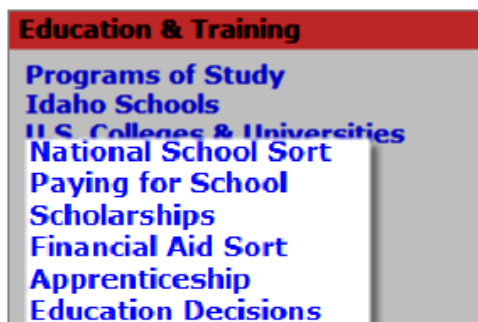 Education & Training
Programs of Study
Idaho Schools
U.S. Colleges & Universities
National School Sort
Paying for School
Scholarships
Financial Aid Sort
Apprenticeship
Education Decisions